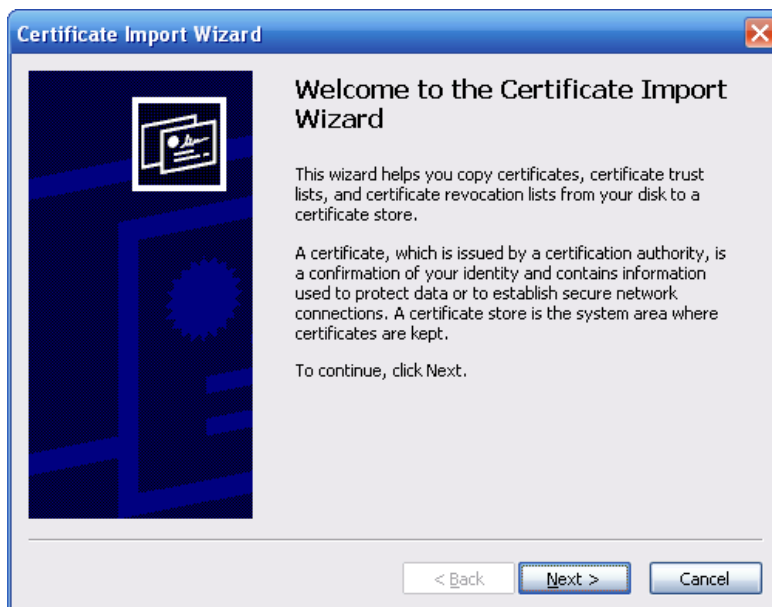 Certificate Import Wizard
Welcome to the Certificate Import
Wizard
This wizard helps you copy certificates, certificate trust
lists, and certificate revocation lists from your disk to a
certificate store.
A certificate, which is issued by a certification authority, is
a confirmation of your identity and contains information
used to protect data or to establish secure network
connections. A certificate store is the system area where
certificates are kept.
To continue, click Next.
< Back
Next >
Cancel